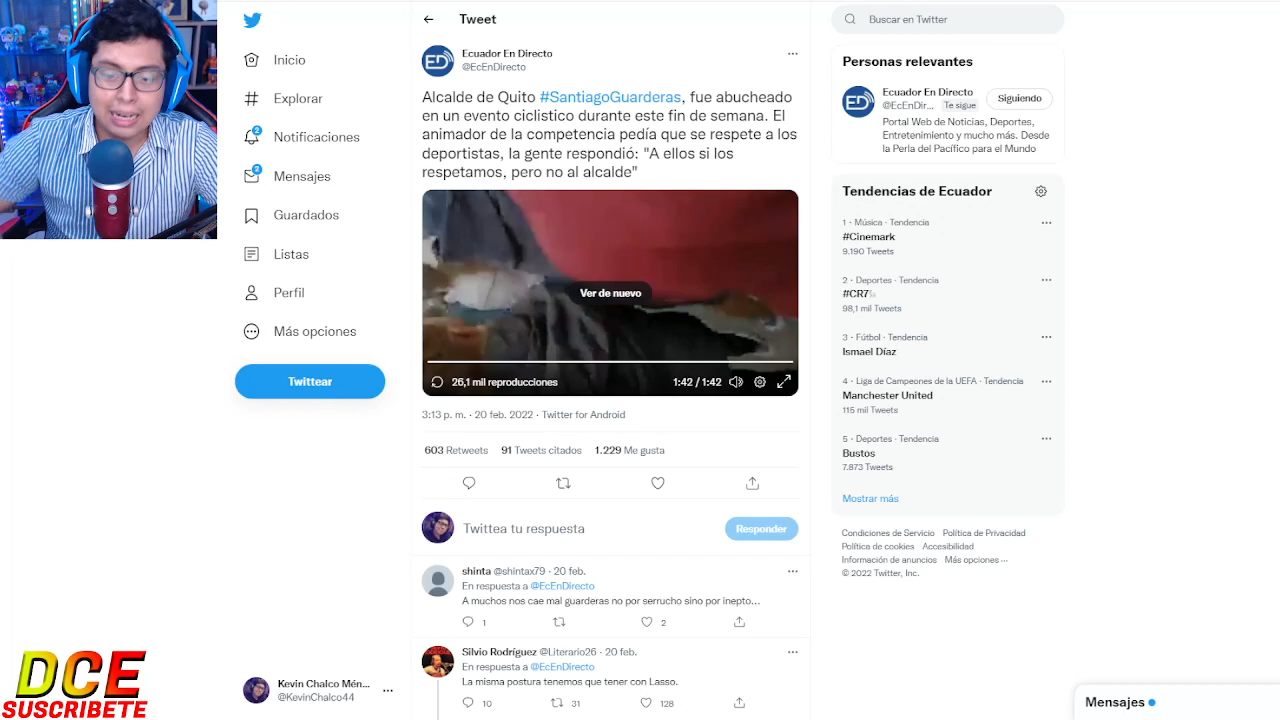 Inicio
Explorar
2
Notificaciones
2
Mensajes
Guardados
Listas
Perfil
Más opciones
Twittear
Kevin Chalco Mén...
@KevinChalco44
DCE
SUSCRIBETE
Tweet
ED
Ecuador En Directo
@EcEnDirecto
Alcalde de Quito #SantiagoGuarderas, fue abucheado
en un evento ciclistico durante este fin de semana. El
animador de la competencia pedía que se respete a los
deportistas, la gente respondió: "A ellos si los
respetamos, pero no al alcalde"
Ver de nuevo
26,1 mil reproducciones
1:42 / 1:42
3:13 p. m. · 20 feb. 2022 · Twitter for Android
603 Retweets 91 Tweets citados 1.229 Me gusta
Twittea tu respuesta
Responder
shinta @shintax79 · 20 feb.
En respuesta a @EcEnDirecto
A muchos nos cae mal guarderas no por serrucho sino por inepto...
1 2
Silvio Rodríguez @Literario26 · 20 feb.
En respuesta a @EcEnDirecto
La misma postura tenemos que tener con Lasso.
10 31 128
Buscar en Twitter
Personas relevantes
ED
Ecuador En Directo
@EcEnDir... Te sigue
Siguiendo
Portal Web de Noticias, Deportes,
Entretenimiento y mucho más. Desde
la Perla del Pacífico para el Mundo
Tendencias de Ecuador
1 · Música · Tendencia
#Cinemark
9.190 Tweets
2 · Deportes · Tendencia
#CR7
98,1 mil Tweets
3 · Fútbol · Tendencia
Ismael Díaz
4 · Liga de Campeones de la UEFA · Tendencia
Manchester United
115 mil Tweets
5 · Deportes · Tendencia
Bustos
7.873 Tweets
Mostrar más
Condiciones de Servicio Política de Privacidad
Política de cookies Accesibilidad
Información de anuncios Más opciones ···
© 2022 Twitter, Inc.
Mensajes